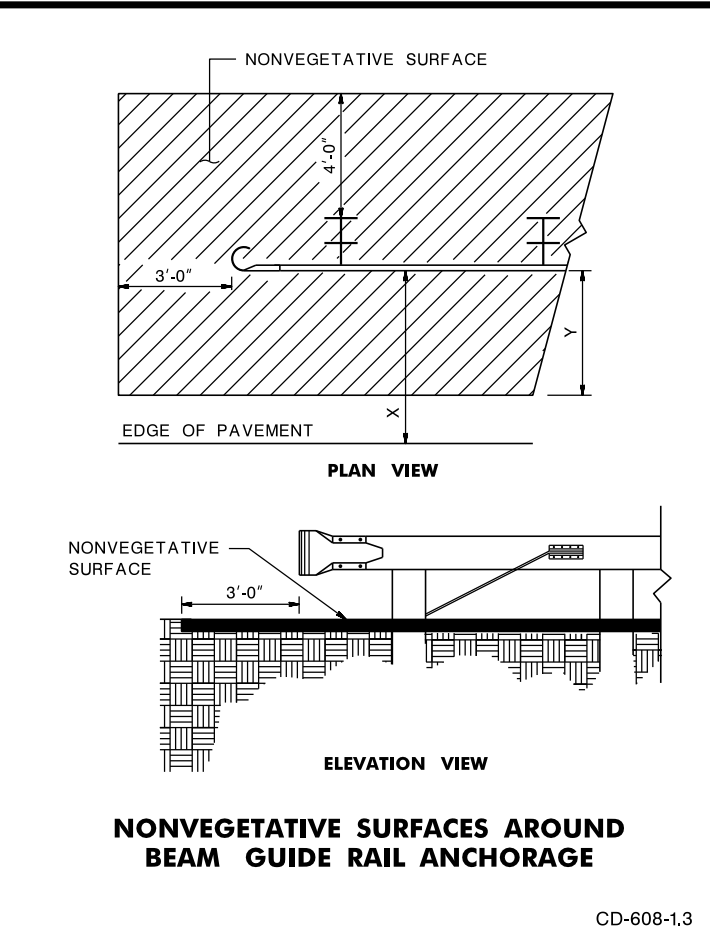 NONVEGETATIVE SURFACE
4'-0"
3'-0"
Y
X
EDGE OF PAVEMENT
PLAN VIEW
NONVEGETATIVE
SURFACE
3'-0"
ELEVATION VIEW
NONVEGETATIVE SURFACES AROUND
BEAM GUIDE RAIL ANCHORAGE
CD-608-1.3